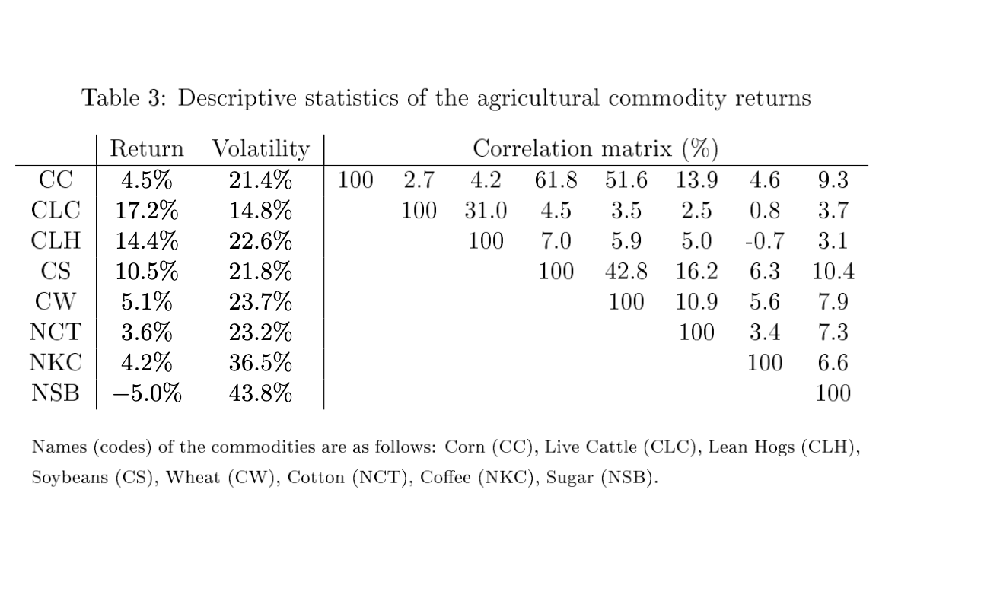 Table 3: Descriptive statistics of the agricultural commodity returns
Return Volatility Correlation matrix (%)
CC 4.5% 21.4% 100 2.7 4.2 61.8 51.6 13.9 4.6 9.3
CLC 17.2% 14.8% 100 31.0 4.5 3.5 2.5 0.8 3.7
CLH 14.4% 22.6% 100 7.0 5.9 5.0 -0.7 3.1
CS 10.5% 21.8% 100 42.8 16.2 6.3 10.4
CW 5.1% 23.7% 100 10.9 5.6 7.9
NCT 3.6% 23.2% 100 3.4 7.3
NKC 4.2% 36.5% 100 6.6
NSB −5.0% 43.8% 100
Names (codes) of the commodities are as follows: Corn (CC), Live Cattle (CLC), Lean Hogs (CLH),
Soybeans (CS), Wheat (CW), Cotton (NCT), Coffee (NKC), Sugar (NSB).